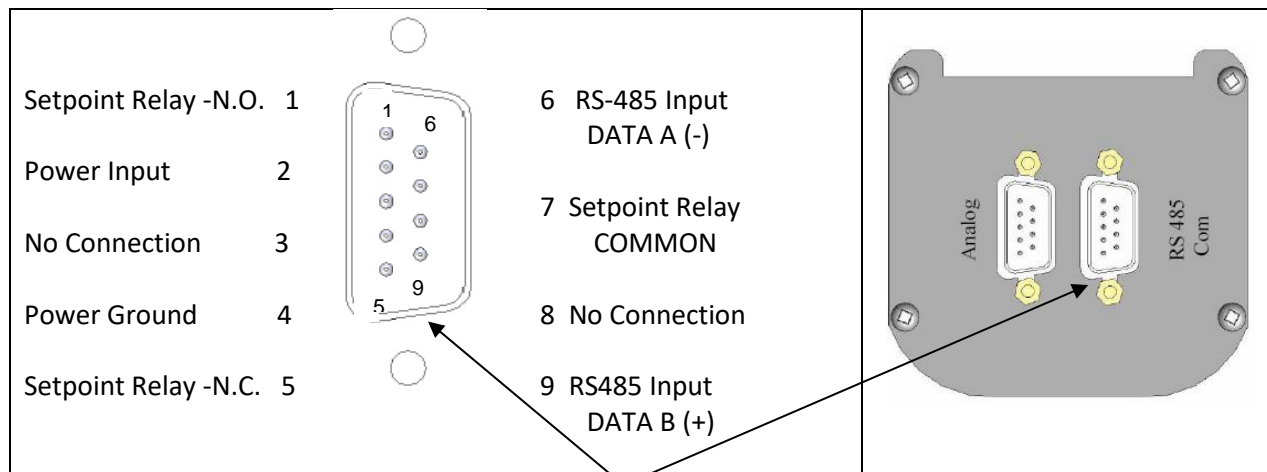 Setpoint Relay -N.O. 1
Power Input 2
No Connection 3
Power Ground 4
Setpoint Relay -N.C. 5
1
6
5
9
6 RS-485 Input
DATA A (-)
7 Setpoint Relay
COMMON
8 No Connection
9 RS485 Input
DATA B (+)
Analog
RS 485
Com